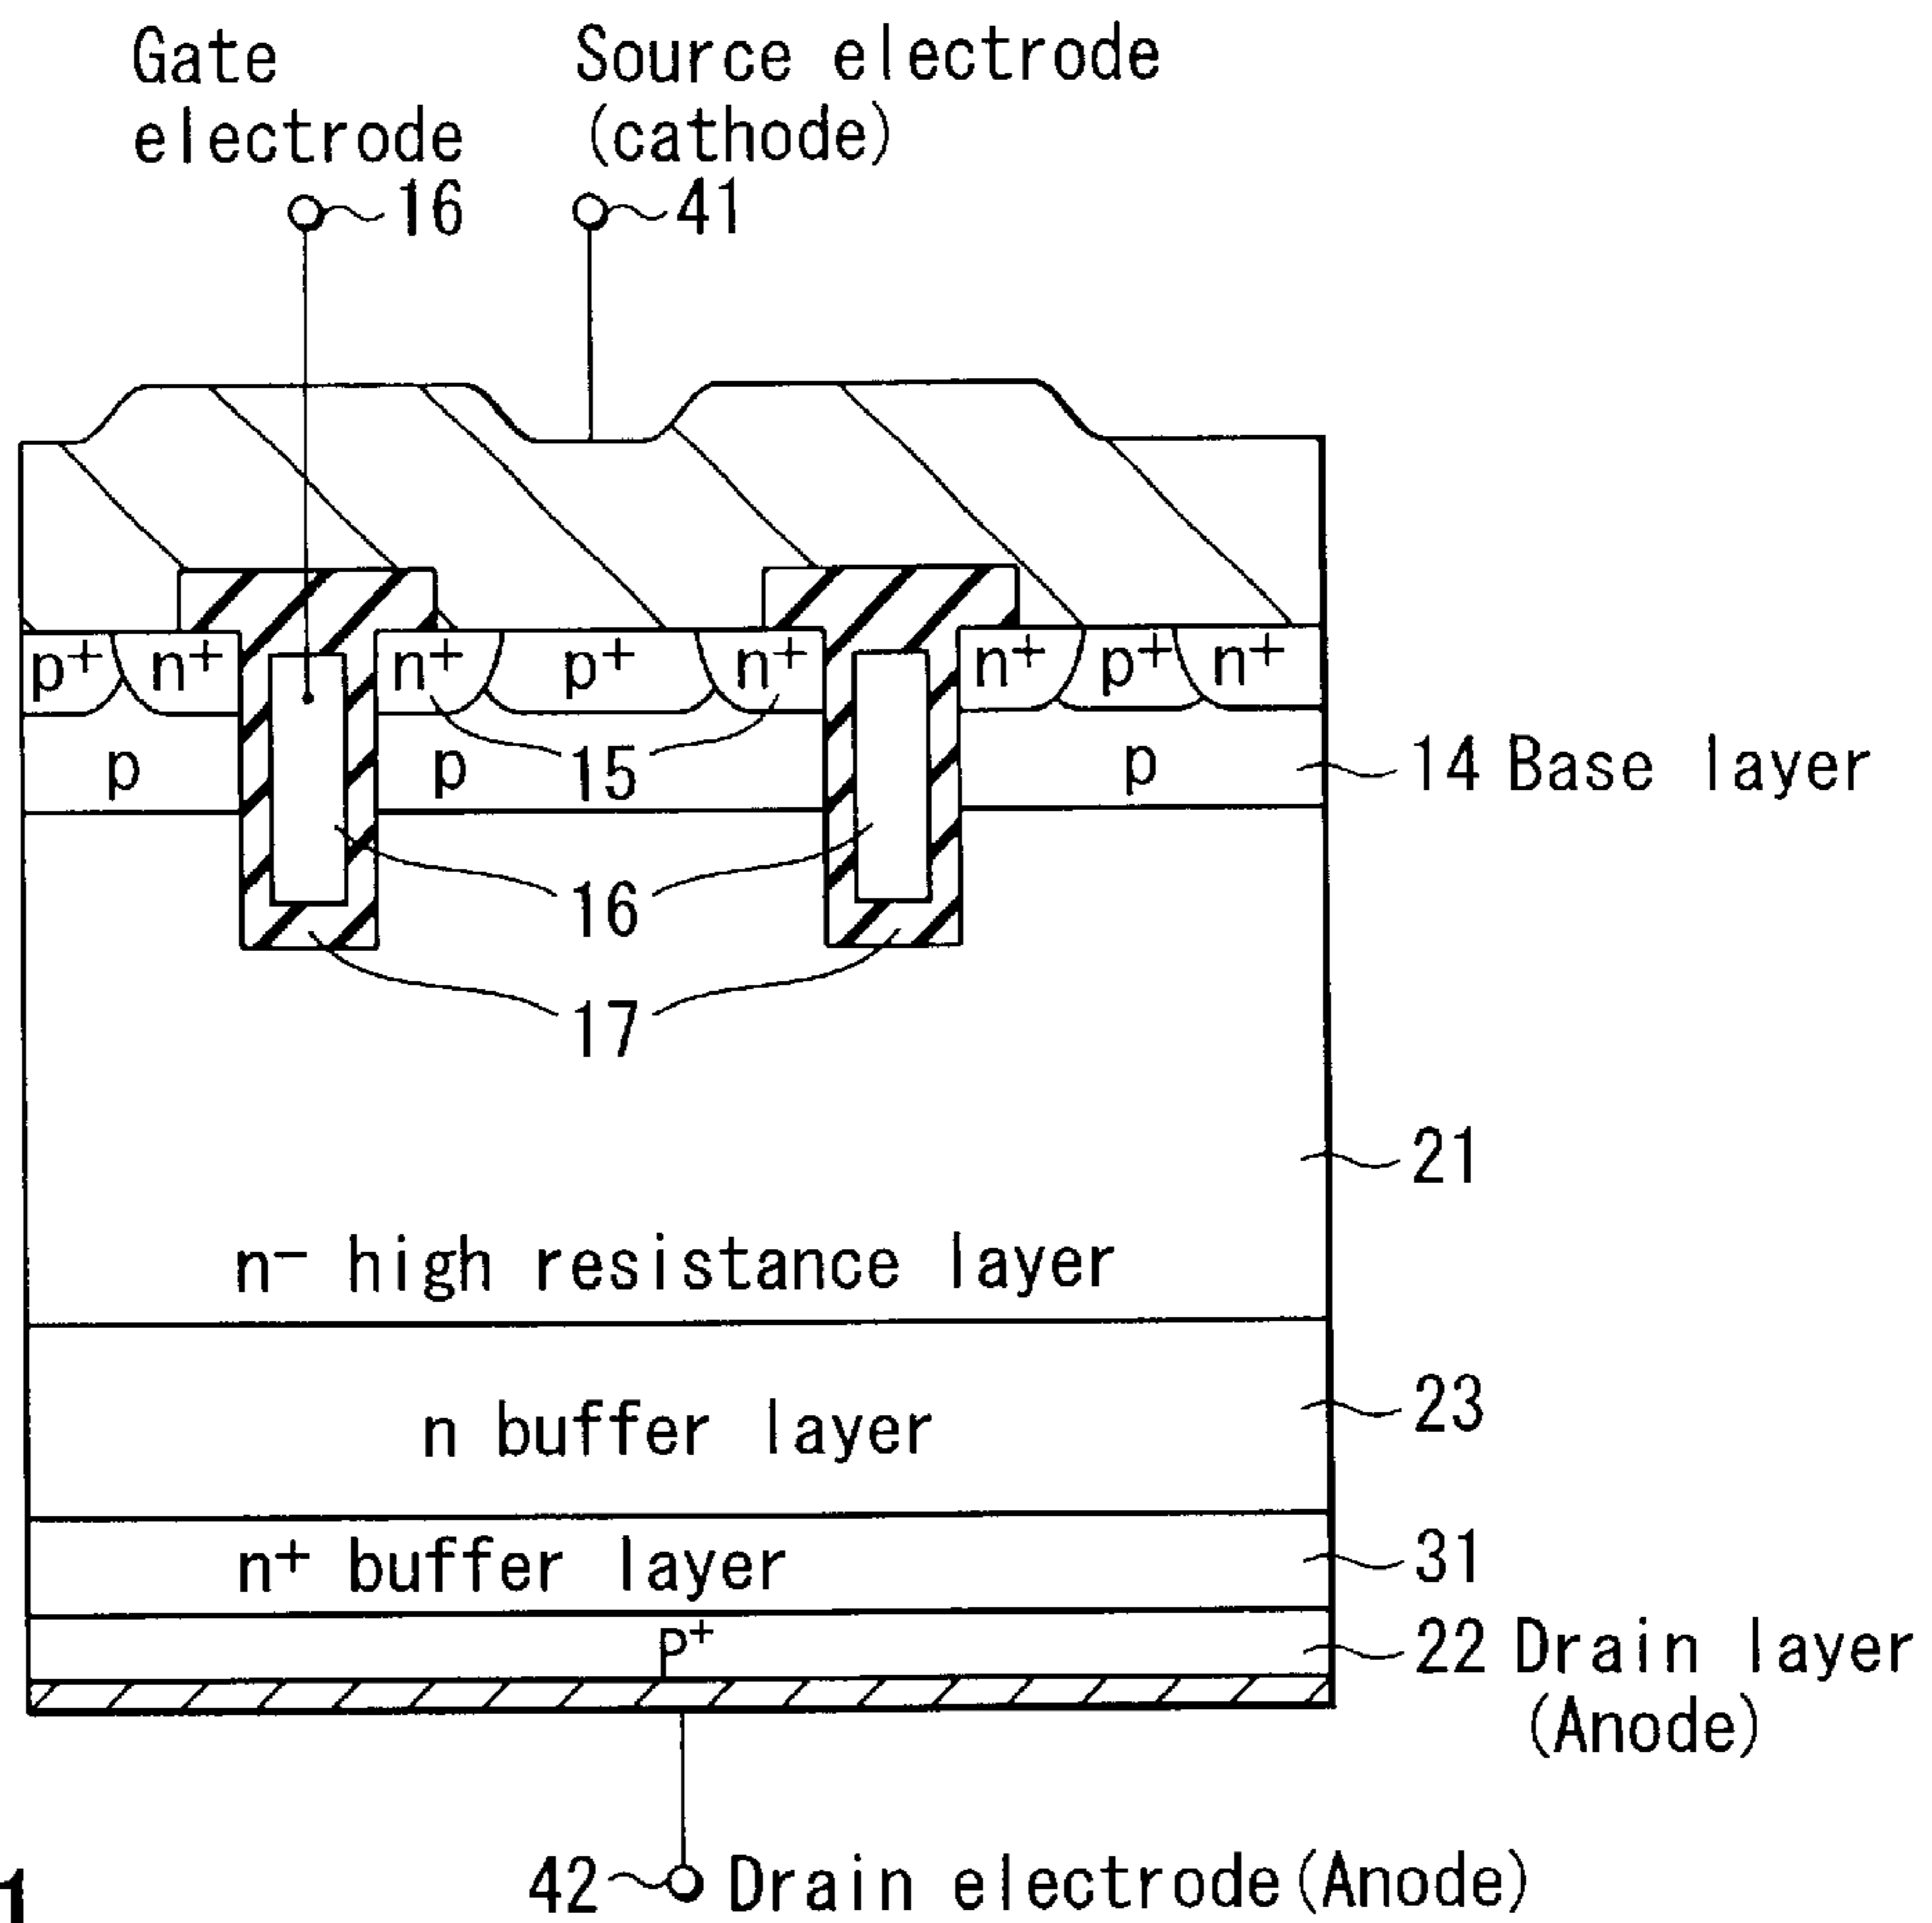 Gate
electrode
Source electrode
(cathode)
16
41
p+ n+ n+ p+ n+ n+ p+ n+
p p 15 p
14 Base layer
16
17
21
n- high resistance layer
n buffer layer
23
n+ buffer layer
31
p+
22 Drain layer
(Anode)
42 Drain electrode(Anode)
1